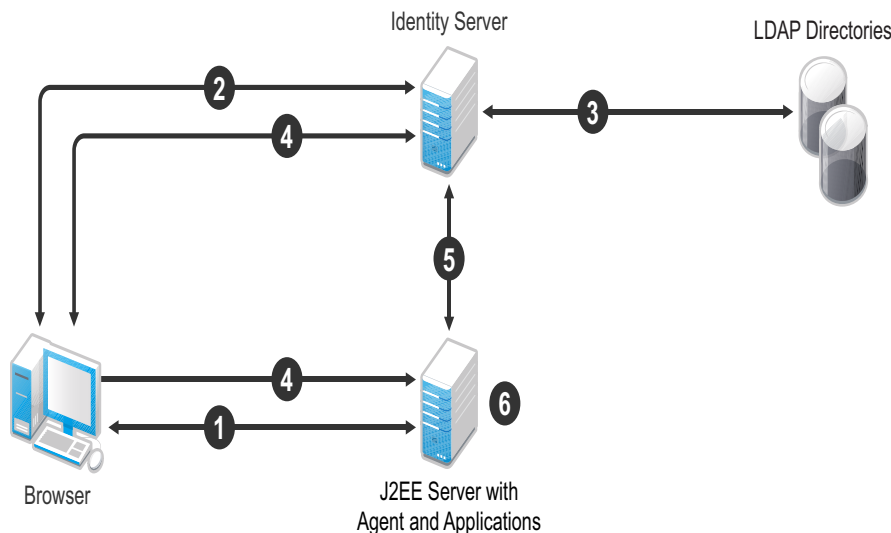 Identity Server
LDAP Directories
2
4
3
5
4
6
1
Browser
J2EE Server with
Agent and Applications